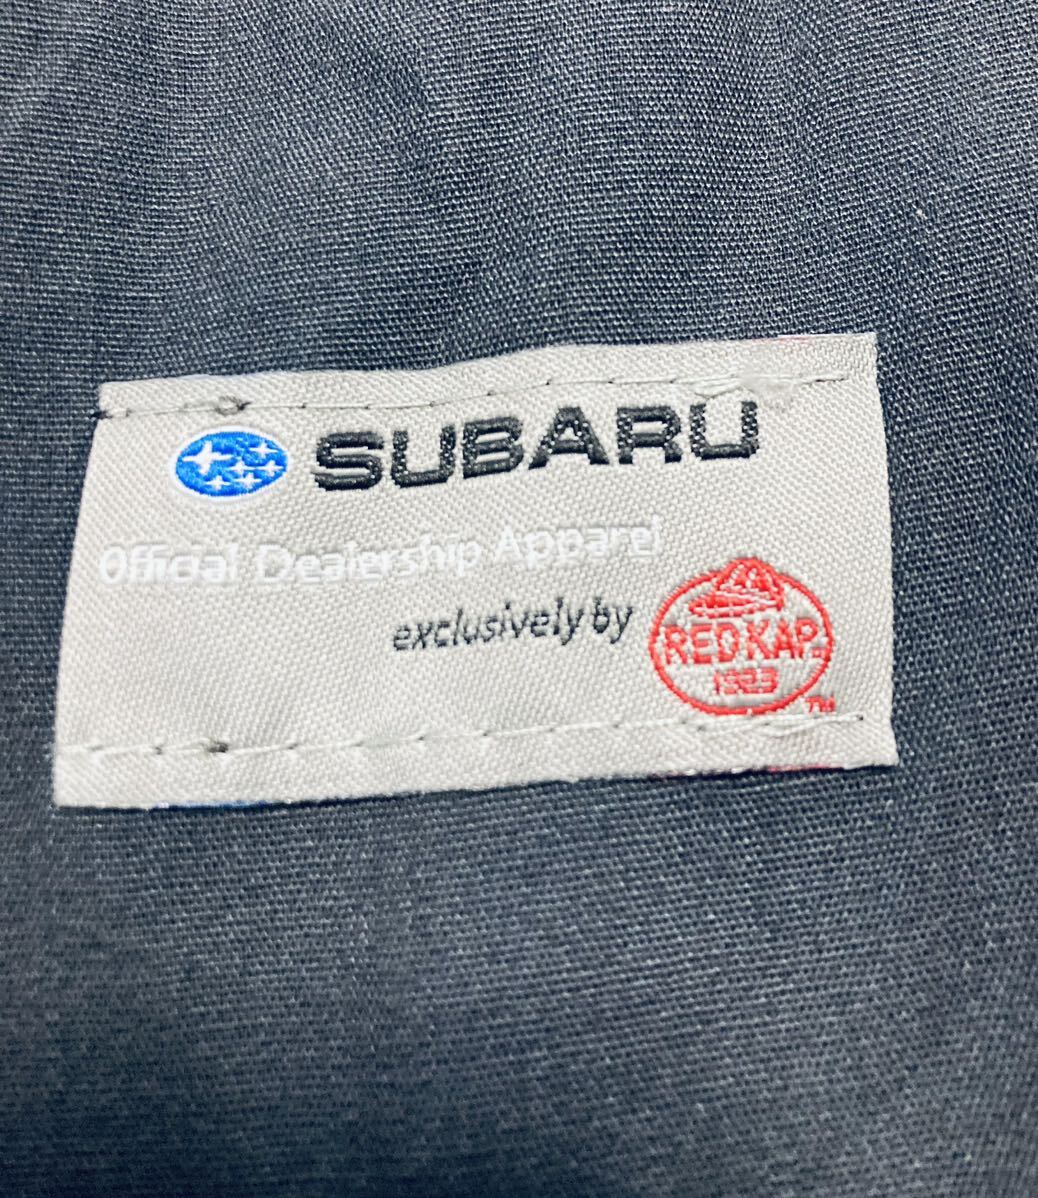 SUBARU
Official Dealership Apparel
exclusively by
RED KAP
1923
TM